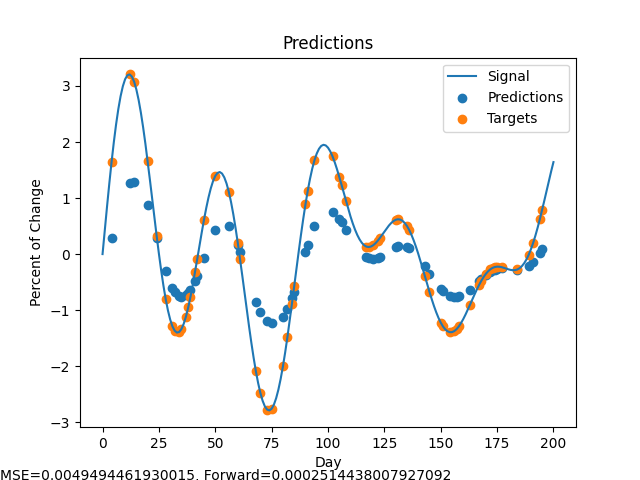 Predictions
Signal
Predictions
Targets
Percent of Change
3
2
1
0
−1
−2
−3
0
25
50
75
100
125
150
175
200
Day
MSE=0.0049494461930015, Forward=0.0002514438007927092